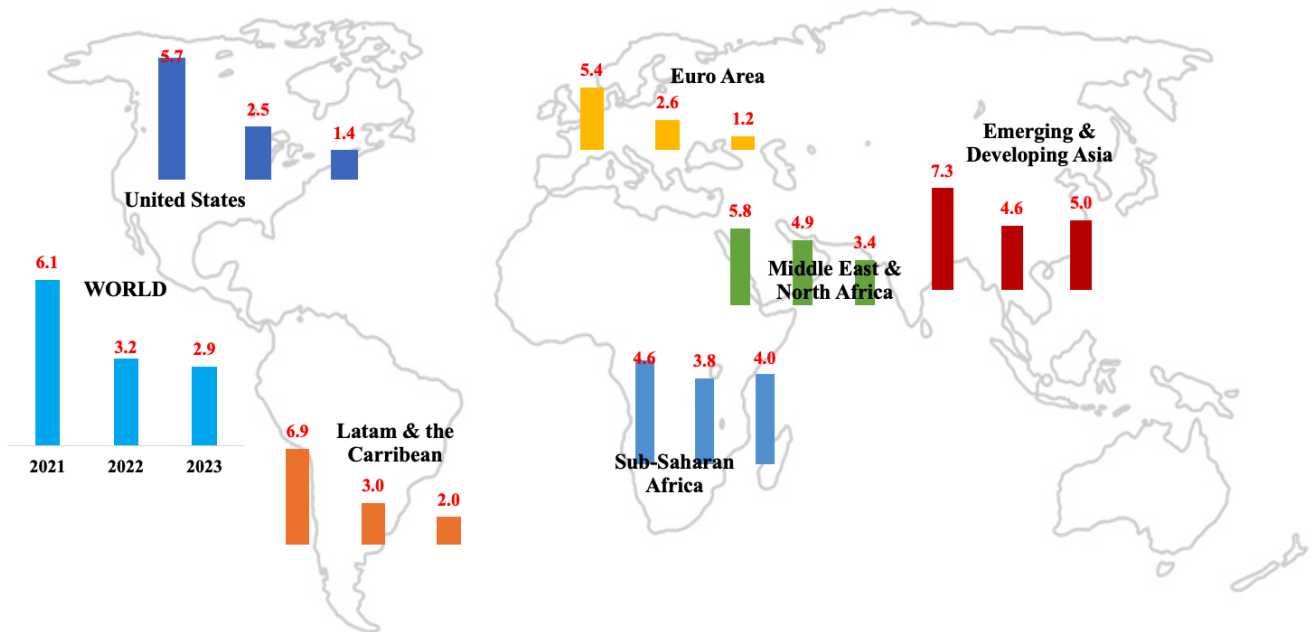 5.7
2.5
1.4
United States
5.4
Euro Area
2.6
1.2
Emerging &
Developing Asia
7.3
4.6
5.0
5.8
4.9
3.4
Middle East &
North Africa
6.1
WORLD
3.2
2.9
2021
2022
2023
4.6
3.8
4.0
Sub-Saharan
Africa
6.9
Latam & the
Carribean
3.0
2.0